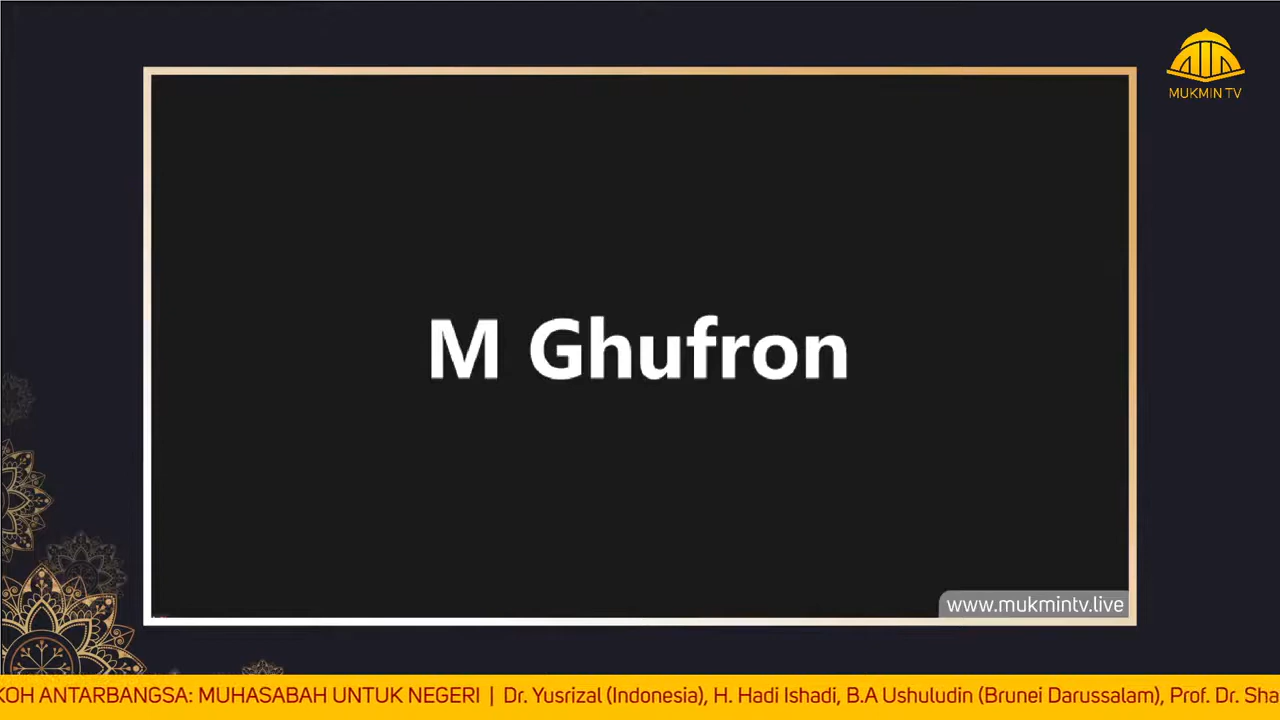 MUKMIN TV
M Ghufron
www.mukmintv.live
KOH ANTARBANGSA: MUHASABAH UNTUK NEGERI | Dr. Yusrizal (Indonesia), H. Hadi Ishadi, B.A Ushuludin (Brunei Darussalam), Prof. Dr. Sha